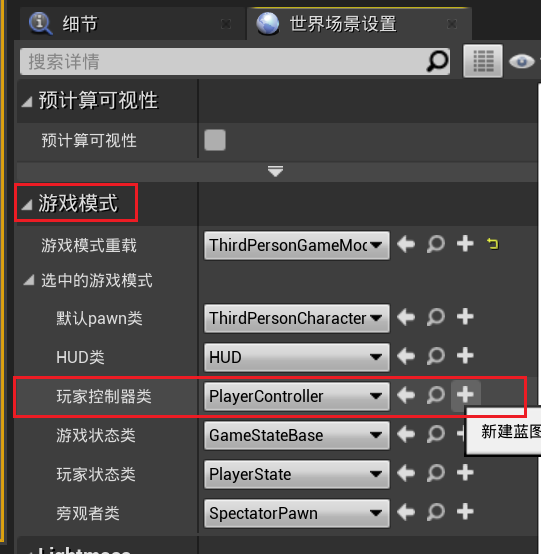 细节
世界场景设置
搜索详情
预计算可视性
预计算可视性
游戏模式
游戏模式重载 ThirdPersonGameMoc
选中的游戏模式
默认pawn类 ThirdPersonCharacter
HUD类 HUD
玩家控制器类 PlayerController
游戏状态类 GameStateBase
新建蓝图
玩家状态类 PlayerState
旁观者类 SpectatorPawn
Lightmass